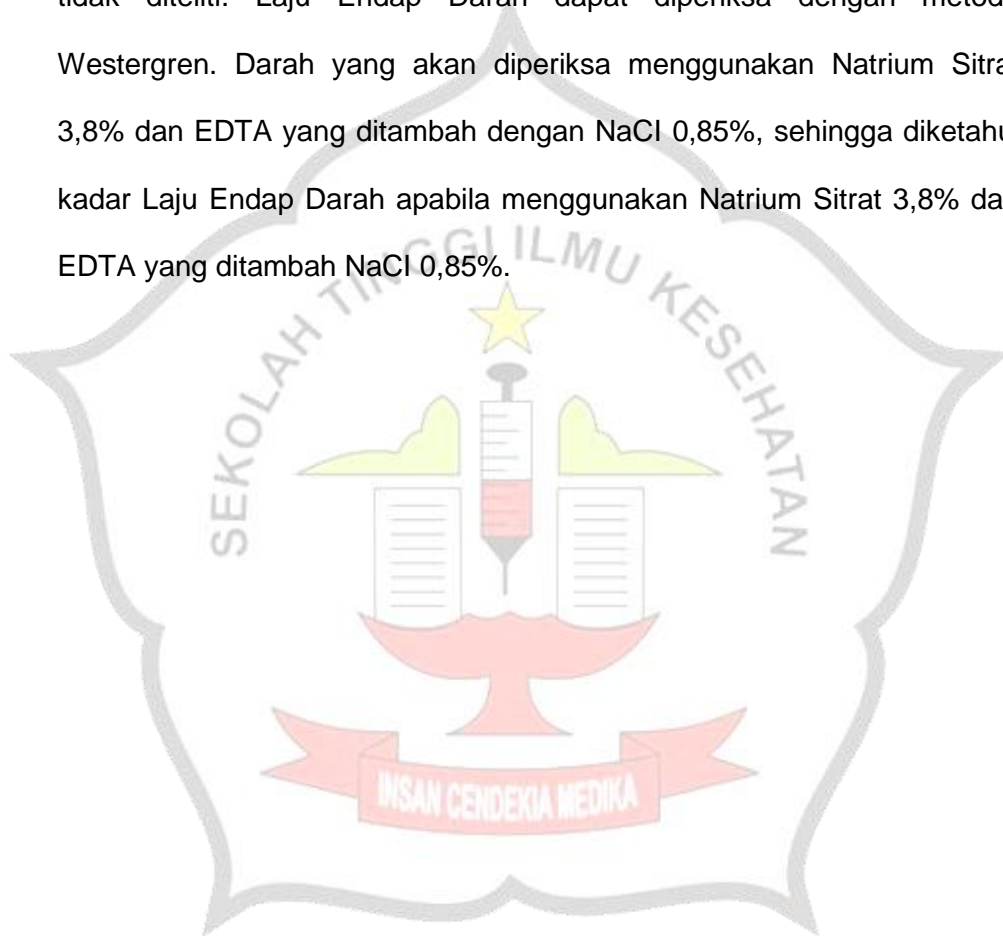 tidak diteliti. Laju Endap Darah dapat diperiksa dengan metod
Westergren. Darah yang akan diperiksa menggunakan Natrium Sitra
3,8% dan EDTA yang ditambah dengan NaCl 0,85%, sehingga diketahu
kadar Laju Endap Darah apabila menggunakan Natrium Sitrat 3,8% da
EDTA yang ditambah NaCl 0,85%.
SEKOLAH TINGGI ILMU KESEHATAN
INSAN CENDEKIA MEDIKA